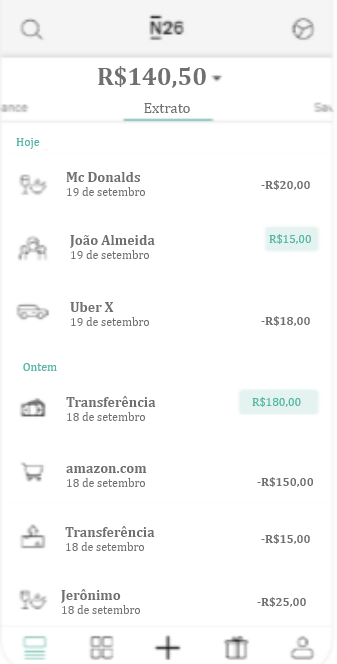 N26
R$140,50
ance
Extrato
Sav
Hoje
Mc Donalds
19 de setembro
-R$20,00
João Almeida
19 de setembro
R$15,00
Uber X
19 de setembro
-R$18,00
Ontem
Transferência
18 de setembro
R$180,00
amazon.com
18 de setembro
-R$150,00
Transferência
18 de setembro
-R$15,00
Jerônimo
18 de setembro
-R$25,00